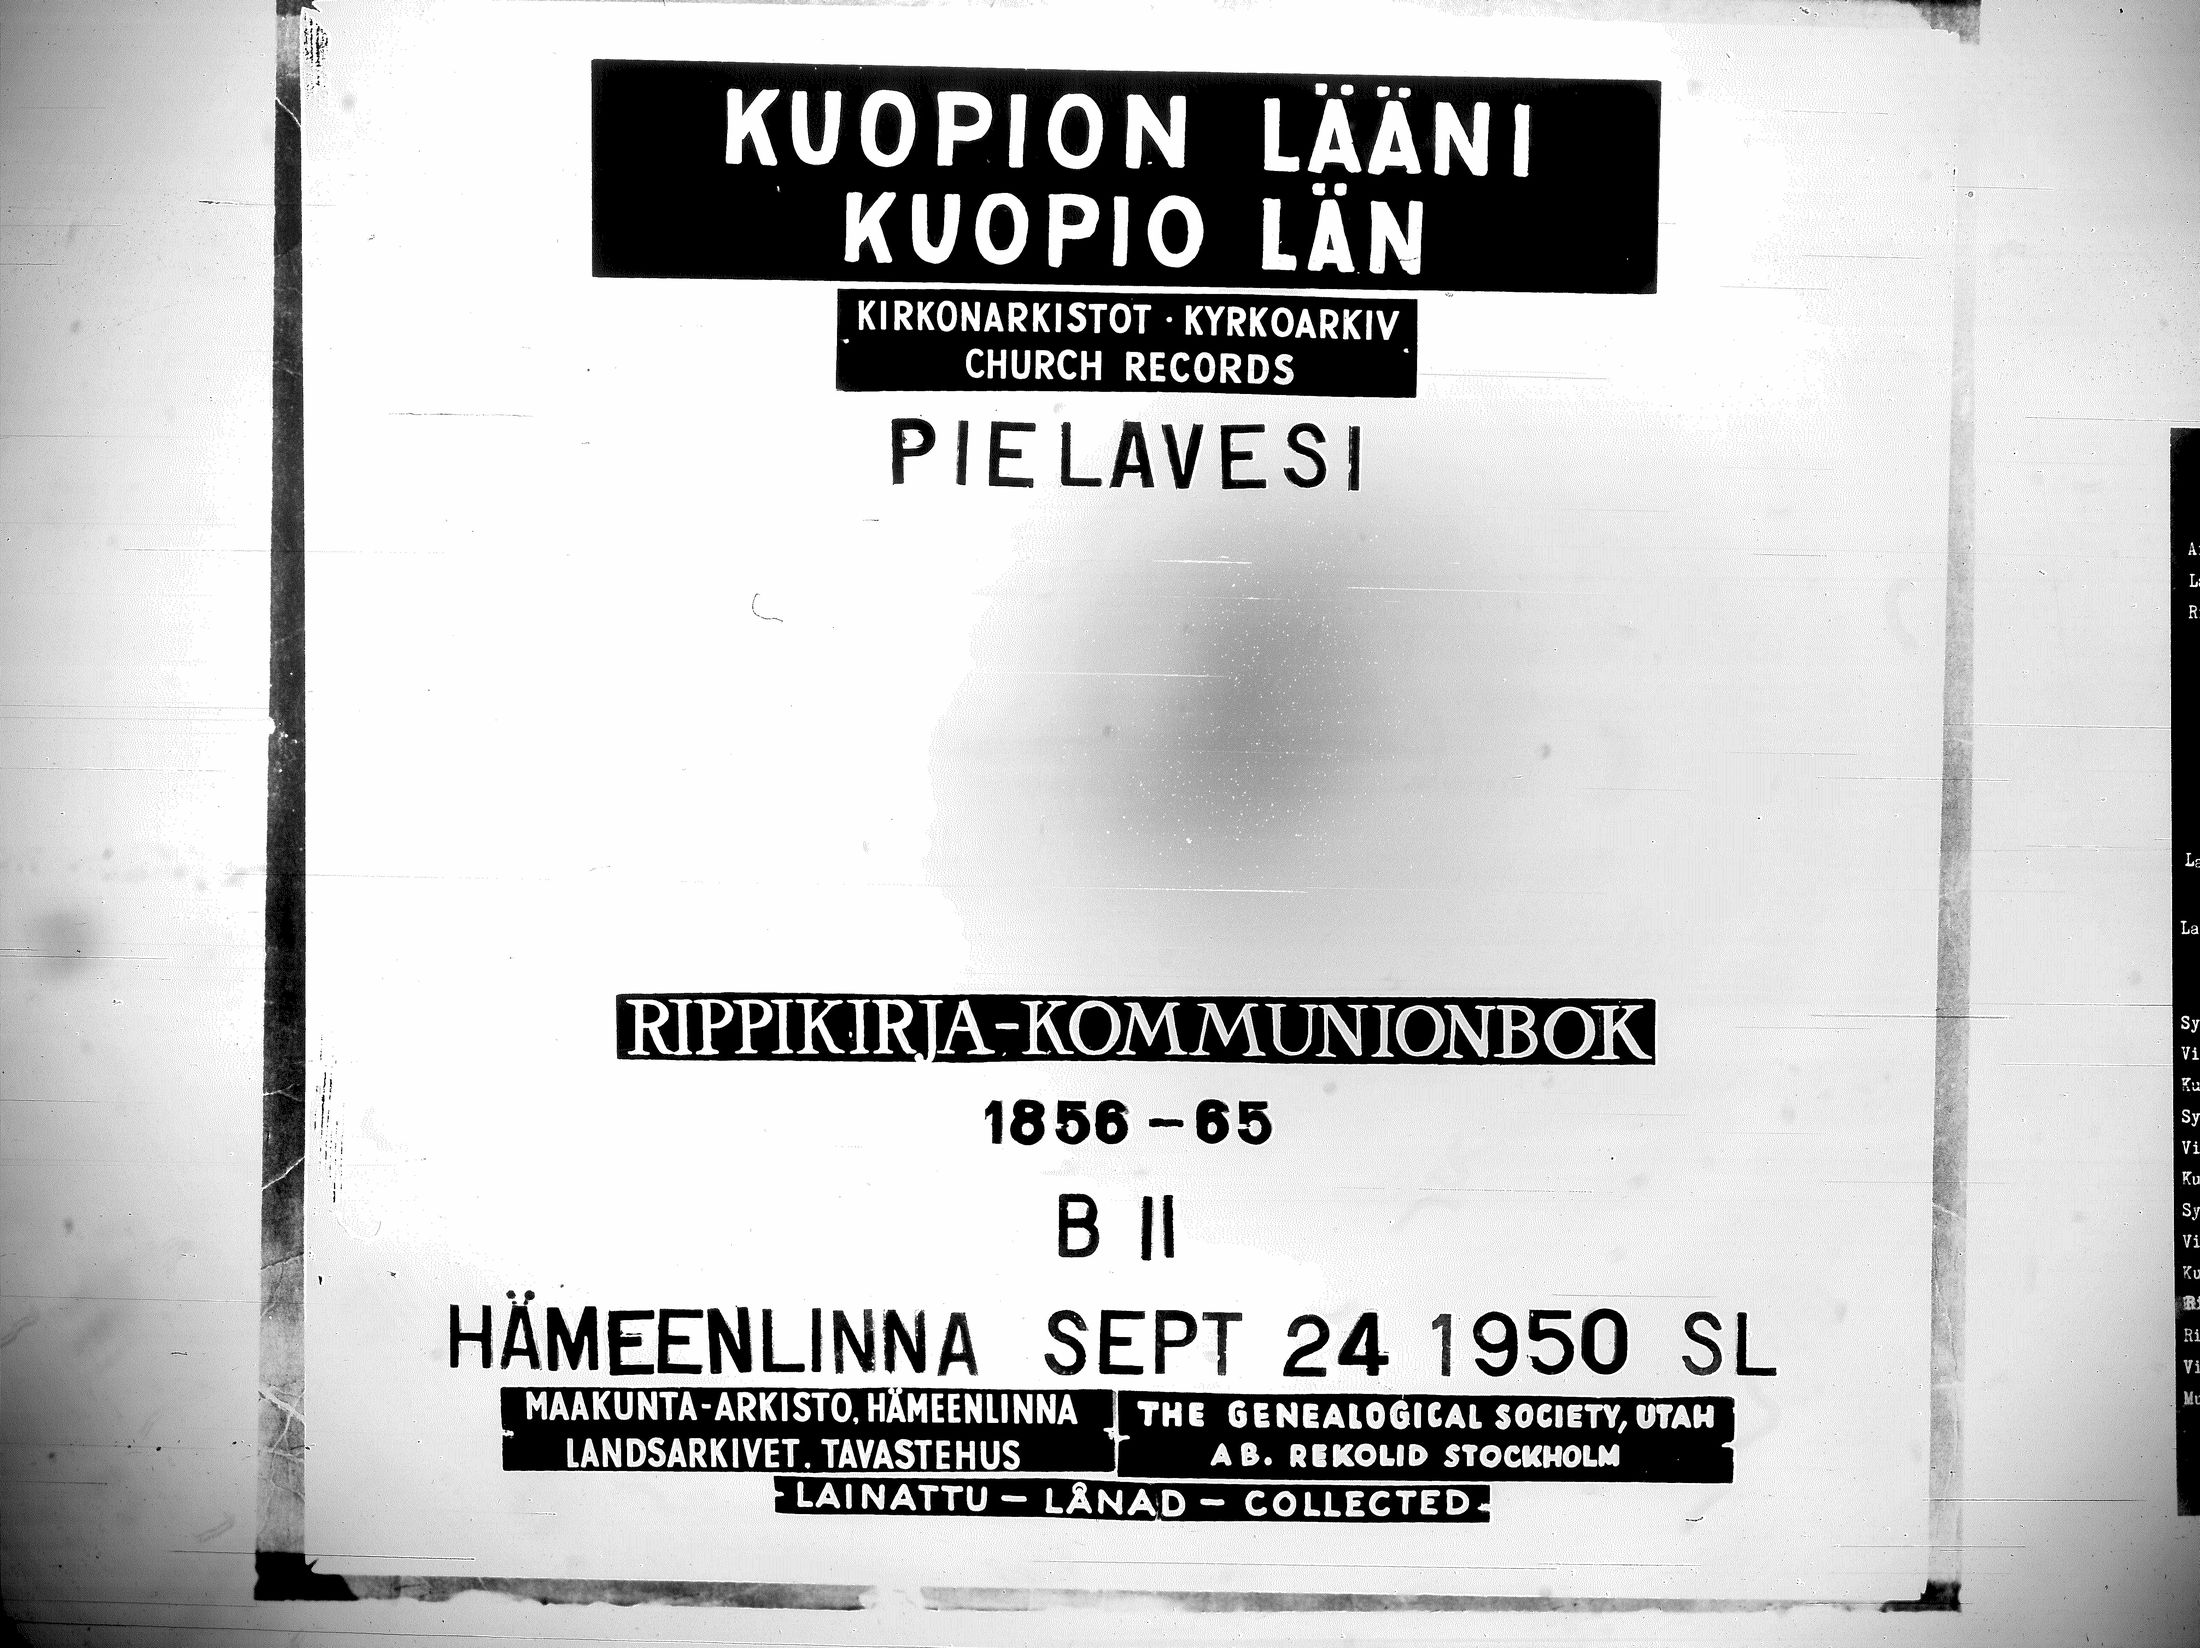 KUOPION LÄÄNI
KUOPIO LÄN
KIRKONARKISTOT · KYRKOARKIV
CHURCH RECORDS
PIELAVESI
RIPPIKIRJA-KOMMUNIONBOK
1856-65
B II
HÄMEENLINNA SEPT 24 1950 SL
MAAKUNTA-ARKISTO, HÄMEENLINNA
LANDSARKIVET, TAVASTEHUS
THE GENEALOGICAL SOCIETY, UTAH
AB. REKOLID STOCKHOLM
LAINATTU - LÅNAD - COLLECTED